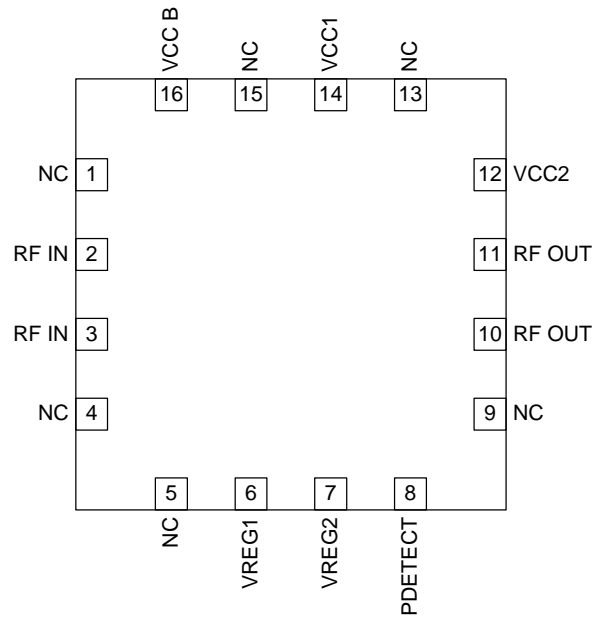 VCC B NC VCC1 NC
16 15 14 13
NC 1 12 VCC2
RF IN 2 11 RF OUT
RF IN 3 10 RF OUT
NC 4 9 NC
5 6 7 8
NC VREG1 VREG2 PDETECT